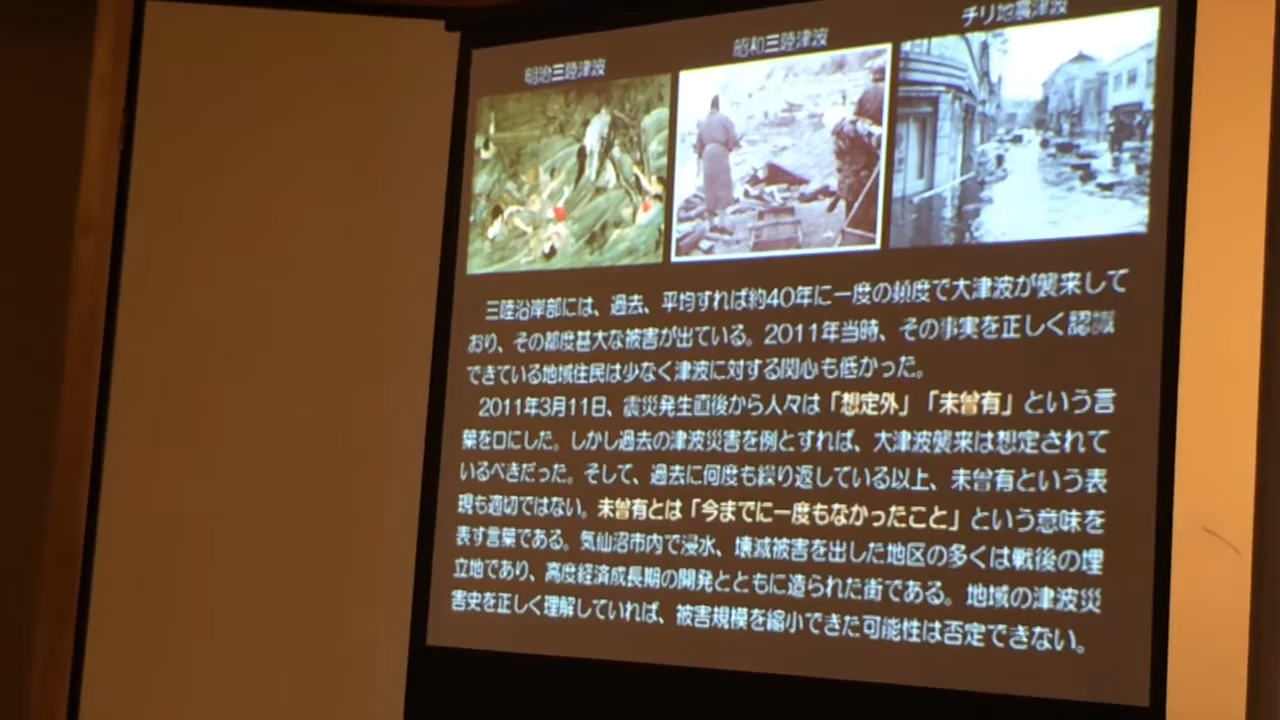 明治三陸津波
昭和三陸津波
チリ地震津波
三陸沿岸部には、過去、平均すれば約40年に一度の頻度で大津波が襲来して
おり、その都度甚大な被害が出ている。2011年当時、その事実を正しく認識
できている地域住民は少なく津波に対する関心も低かった。
2011年3月11日、震災発生直後から人々は「想定外」「未曾有」という言
葉を口にした。しかし過去の津波災害を例とすれば、大津波襲来は想定されて
いるべきだった。そして、過去に何度も繰り返している以上、未曾有という表
現も適切ではない。未曾有とは「今までに一度もなかったこと」という意味を
表す言葉である。気仙沼市内で浸水、壊滅被害を出した地区の多くは戦後の埋
立地であり、高度経済成長期の開発とともに造られた街である。地域の津波災
害史を正しく理解していれば、被害規模を縮小できた可能性は否定できない。